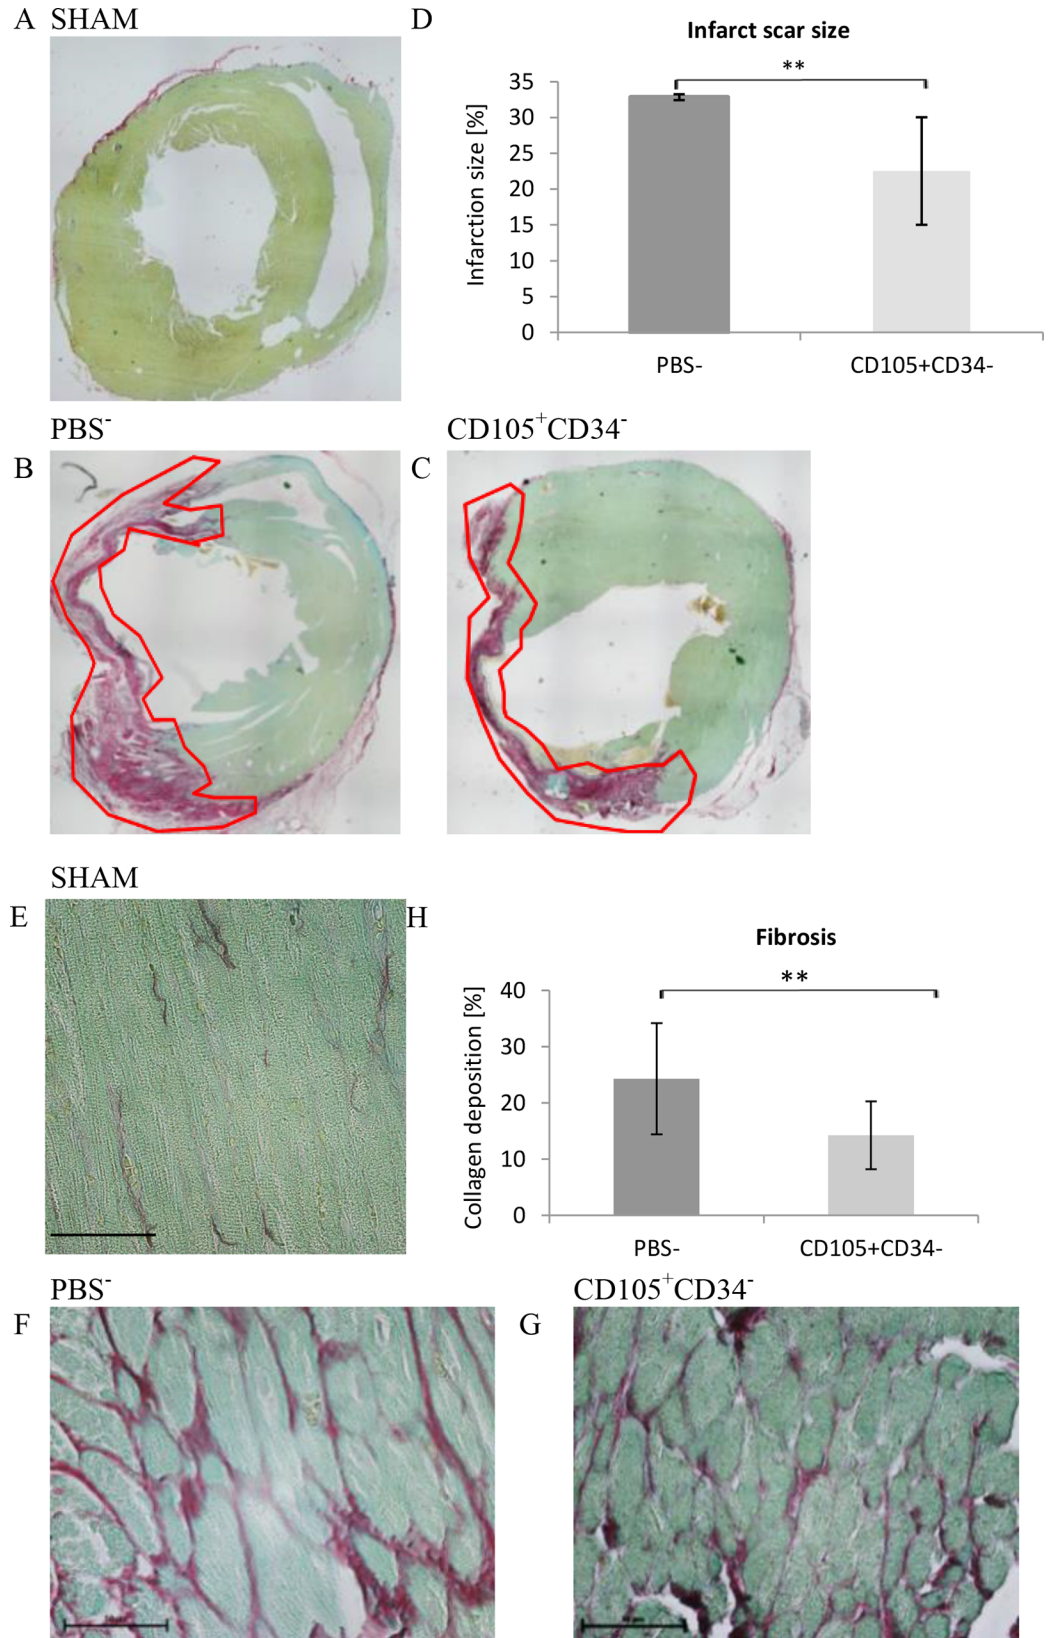 A SHAM
D
Infarct scar size
**
Infarction size [%]
35
30
25
20
15
10
5
0
PBS-
CD105+CD34-
PBS⁻
CD105⁺CD34⁻
B
C
SHAM
E
H
Fibrosis
**
Collagen deposition [%]
40
30
20
10
0
PBS-
CD105+CD34-
PBS⁻
CD105⁺CD34⁻
F
G